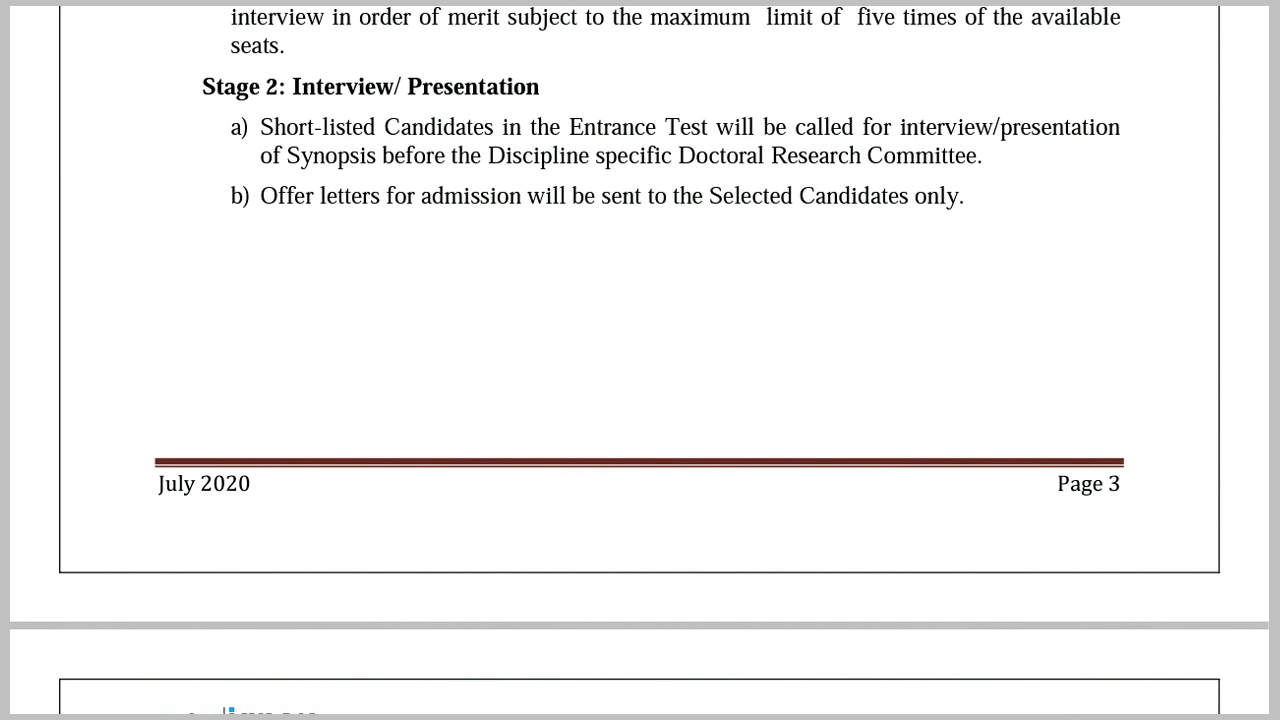 interview in order of merit subject to the maximum limit of five times of the available
seats.
Stage 2: Interview/ Presentation
a) Short-listed Candidates in the Entrance Test will be called for interview/presentation
of Synopsis before the Discipline specific Doctoral Research Committee.
b) Offer letters for admission will be sent to the Selected Candidates only.
July 2020 Page 3